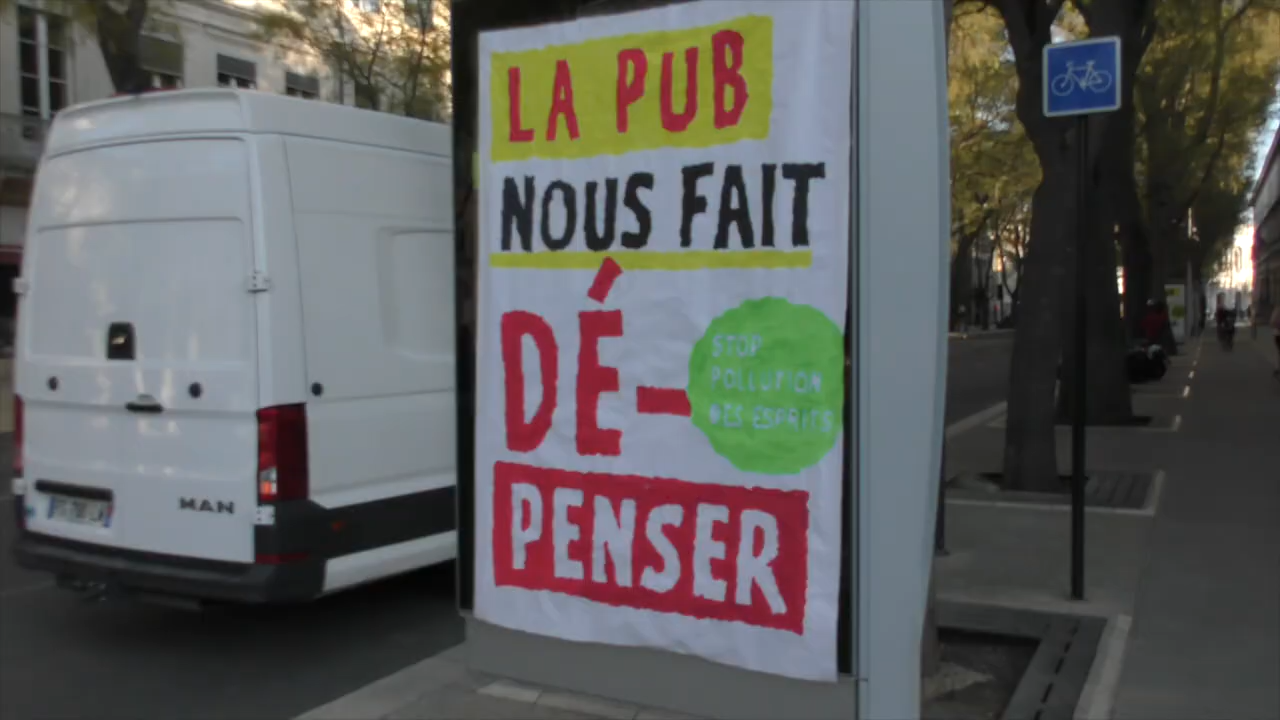 LA PUB
NOUS FAIT
DÉ-
PENSER
STOP
POLLUTION
DES ESPRITS
MAN